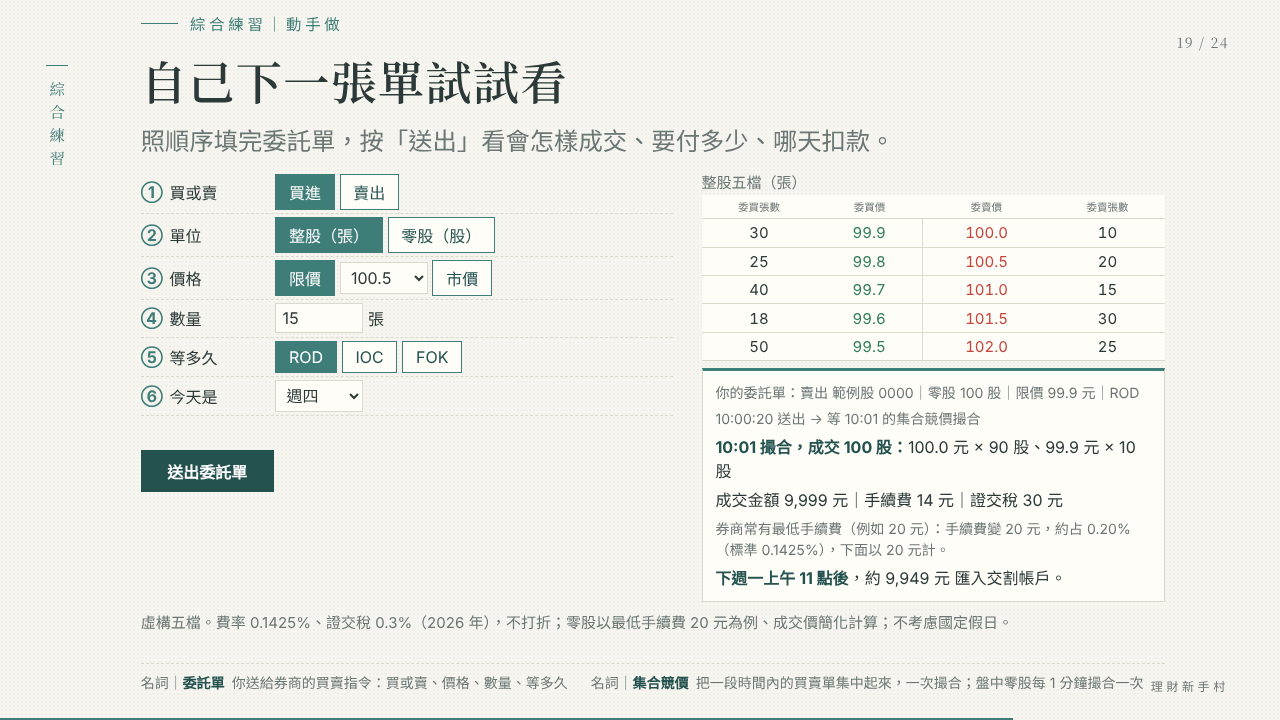 綜合練習｜動手做
19 / 24
綜合練習
自己下一張單試試看
照順序填完委託單，按「送出」看會怎樣成交、要付多少、哪天扣款。
① 買或賣 買進 賣出
② 單位 整股（張） 零股（股）
③ 價格 限價 100.5 市價
④ 數量 15 張
⑤ 等多久 ROD IOC FOK
⑥ 今天是 週四
送出委託單
整股五檔（張）
委買張數 委買價 委賣價 委賣張數
30 99.9 100.0 10
25 99.8 100.5 20
40 99.7 101.0 15
18 99.6 101.5 30
50 99.5 102.0 25
你的委託單：賣出 範例股 0000｜零股 100 股｜限價 99.9 元｜ROD
10:00:20 送出 → 等 10:01 的集合競價撮合
10:01 撮合，成交 100 股：100.0 元 × 90 股、99.9 元 × 10
股
成交金額 9,999 元｜手續費 14 元｜證交稅 30 元
券商常有最低手續費（例如 20 元）：手續費變 20 元，約占 0.20%
（標準 0.1425%），下面以 20 元計。
下週一上午 11 點後，約 9,949 元 匯入交割帳戶。
虛構五檔。費率 0.1425%、證交稅 0.3%（2026 年），不打折；零股以最低手續費 20 元為例、成交價簡化計算；不考慮國定假日。
名詞｜委託單 你送給券商的買賣指令：買或賣、價格、數量、等多久 名詞｜集合競價 把一段時間內的買賣單集中起來，一次撮合；盤中零股每 1 分鐘撮合一次
理財新手村